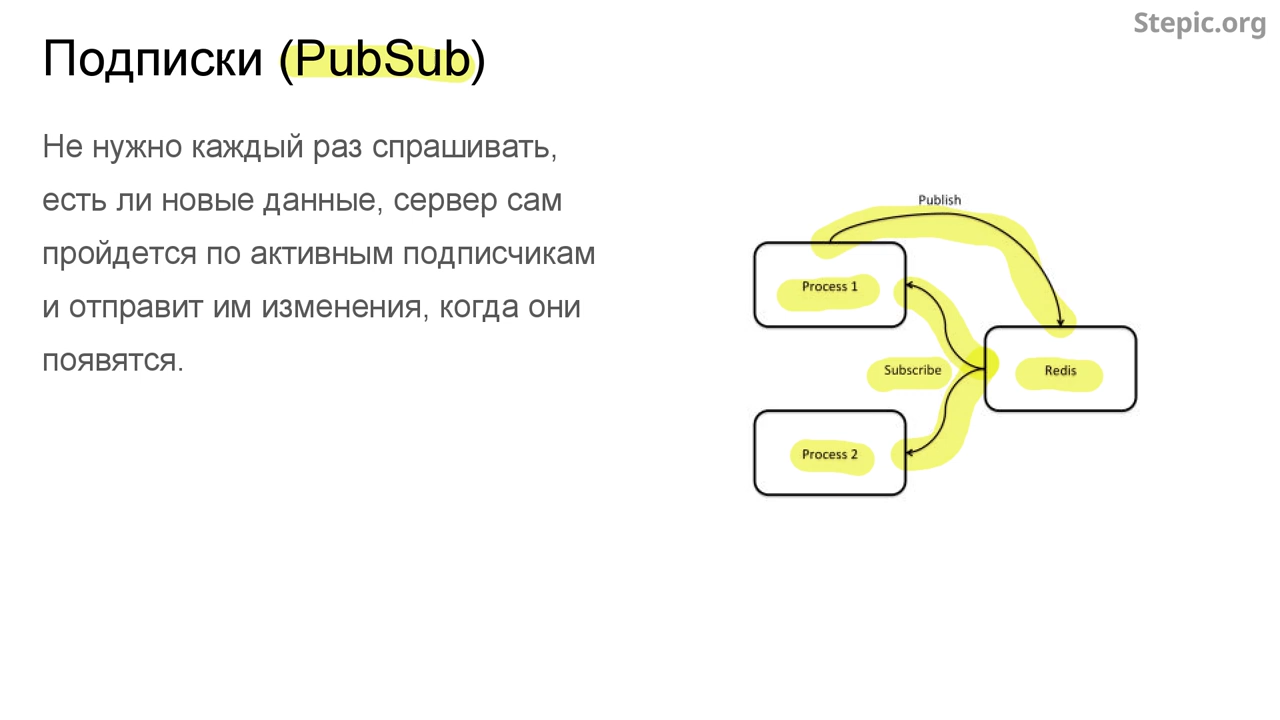 Stepic.org
Подписки (PubSub)
Не нужно каждый раз спрашивать,
есть ли новые данные, сервер сам
пройдется по активным подписчикам
и отправит им изменения, когда они
появятся.
Publish
Process 1
Subscribe
Redis
Process 2